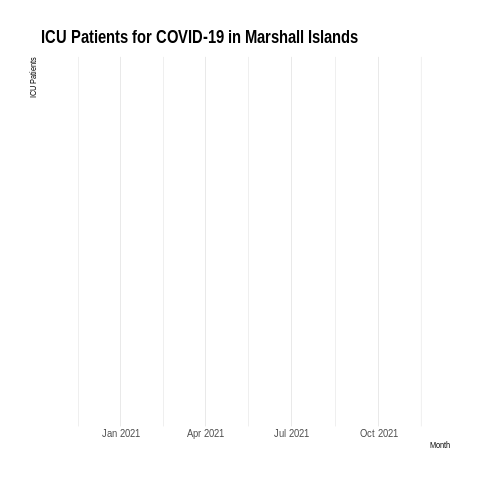 ICU Patients for COVID-19 in Marshall Islands
ICU Patients
Jan 2021
Apr 2021
Jul 2021
Oct 2021
Month